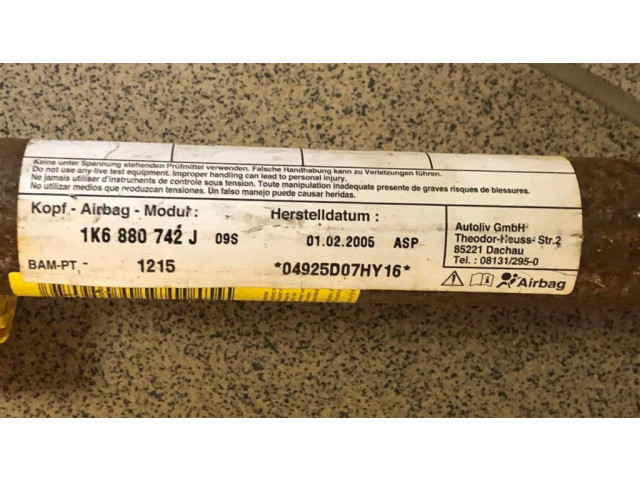 Keine unter Spannung stehenden Prüfmittel verwenden. Falsche Handhabung kann zu Verletzungen führen.
Do not use any live test equipment. Improper handling can lead to personal injury.
Ne jamais utiliser d'instruments de controle sous tension. Toute manipulation inadequate presente de graves risques de blessures.
No utilizar medios que produzcan tensiones. Un falso manejo puede causar heridas.
Kopf - Airbag - Modul :
Herstelldatum :
1K6 880 742 J 09S
01.02.2005 ASP
BAM-PT - 1215
*04925D07HY16*
Autoliv GmbH
Theodor-Heuss- Str.2
85221 Dachau
Tel. : 08131/295-0
Airbag